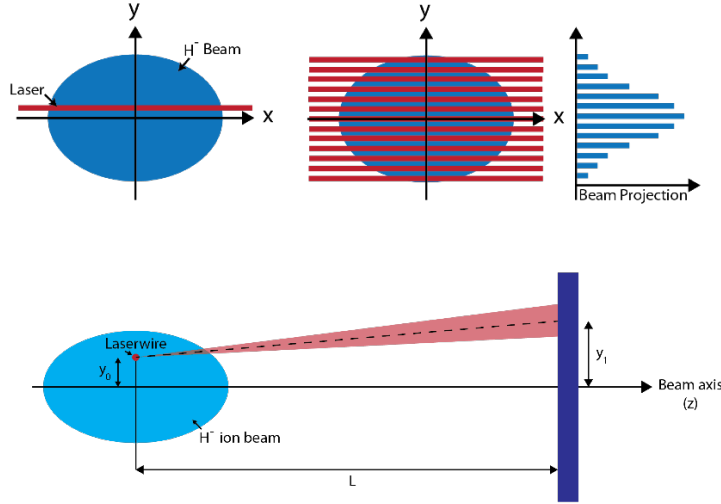 y
H⁻ Beam
Laser
x
y
x
Beam Projection
Laserwire
y₀
y₁
Beam axis
(z)
H⁻ ion beam
L